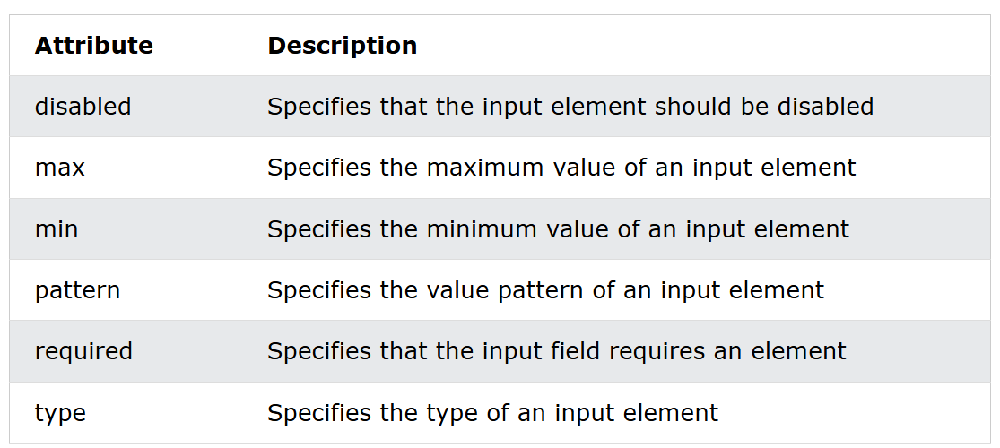 Attribute Description
disabled Specifies that the input element should be disabled
max Specifies the maximum value of an input element
min Specifies the minimum value of an input element
pattern Specifies the value pattern of an input element
required Specifies that the input field requires an element
type Specifies the type of an input element